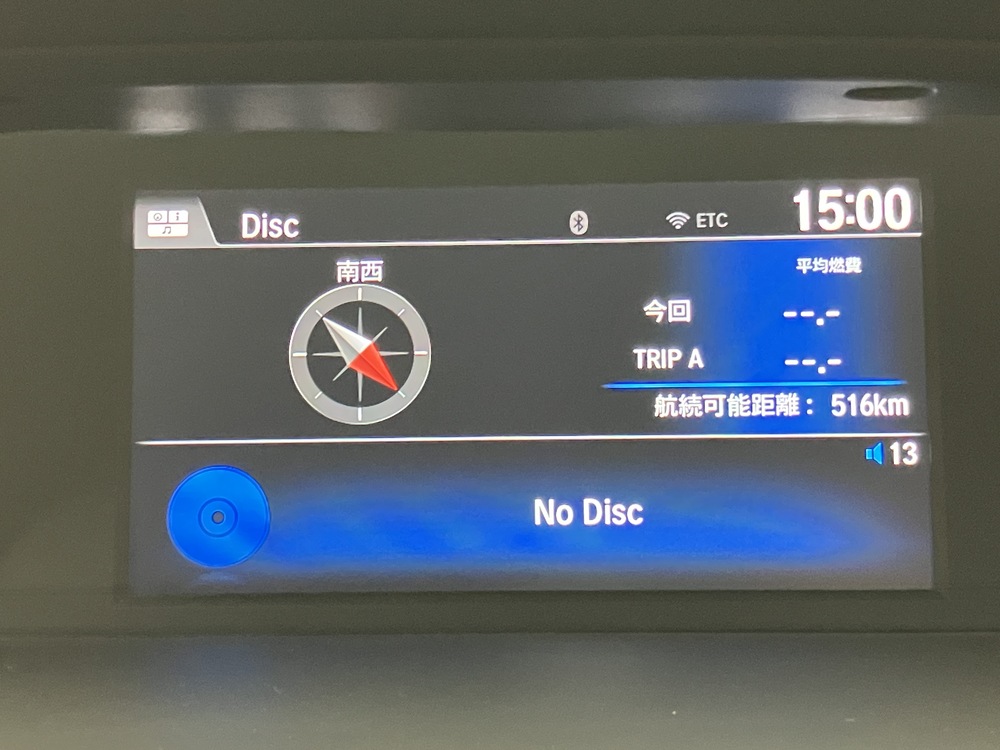 Disc
ETC
15:00
南西
平均燃費
今回 --.-
TRIP A --.-
航続可能距離： 516km
13
No Disc